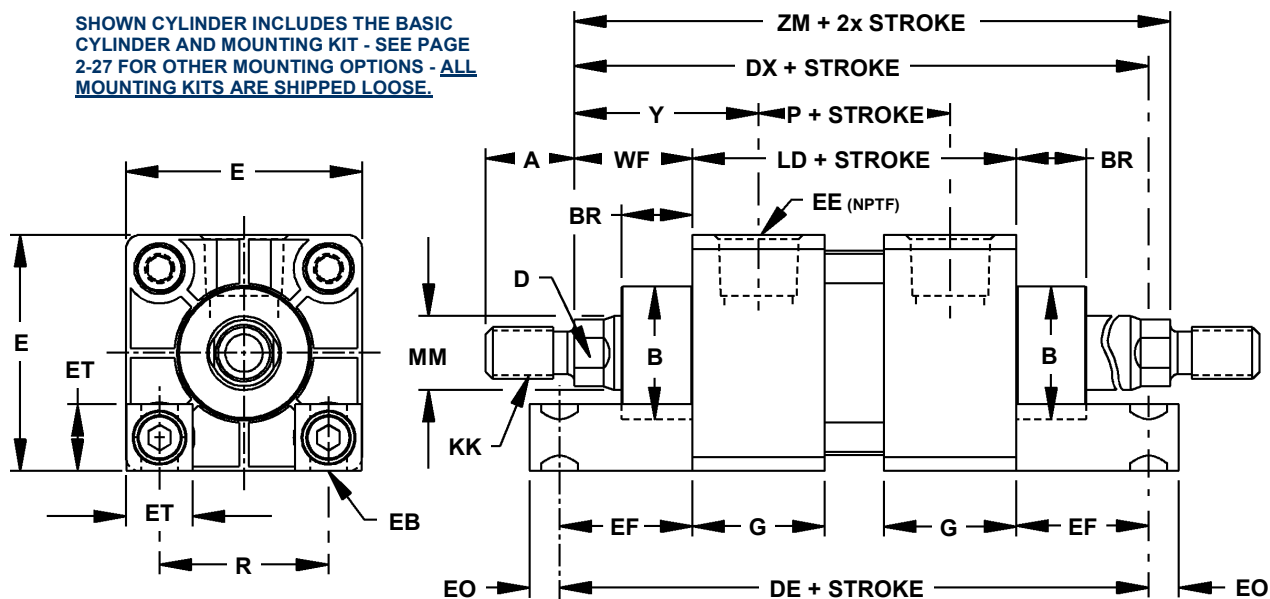 SHOWN CYLINDER INCLUDES THE BASIC
CYLINDER AND MOUNTING KIT - SEE PAGE
2-27 FOR OTHER MOUNTING OPTIONS - ALL
MOUNTING KITS ARE SHIPPED LOOSE.
ZM + 2x STROKE
DX + STROKE
Y
P + STROKE
A
WF
LD + STROKE
BR
E
BR
EE (NPTF)
D
E
ET
MM
B
B
KK
ET
EB
EF
G
G
EF
R
EO
DE + STROKE
EO